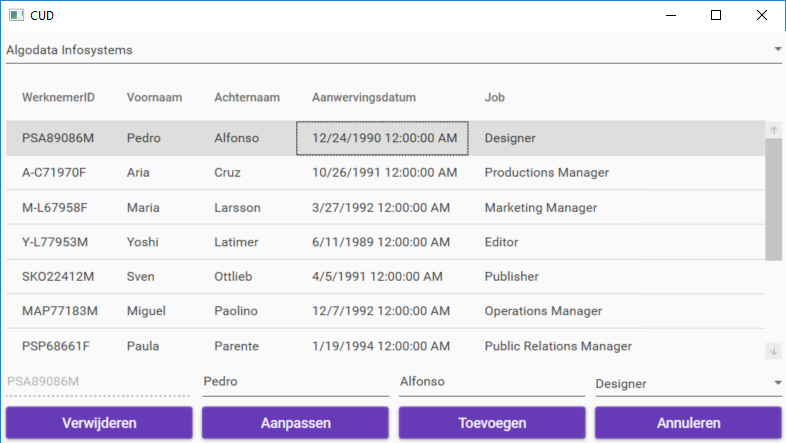 CUD
Algodata Infosystems
WerknemerID Voornaam Achternaam Aanwervingsdatum Job
PSA89086M Pedro Alfonso 12/24/1990 12:00:00 AM Designer
A-C71970F Aria Cruz 10/26/1991 12:00:00 AM Productions Manager
M-L67958F Maria Larsson 3/27/1992 12:00:00 AM Marketing Manager
Y-L77953M Yoshi Latimer 6/11/1989 12:00:00 AM Editor
SKO22412M Sven Ottlieb 4/5/1991 12:00:00 AM Publisher
MAP77183M Miguel Paolino 12/7/1992 12:00:00 AM Operations Manager
PSP68661F Paula Parente 1/19/1994 12:00:00 AM Public Relations Manager
PSA89086M Pedro Alfonso Designer
Verwijderen Aanpassen Toevoegen Annuleren